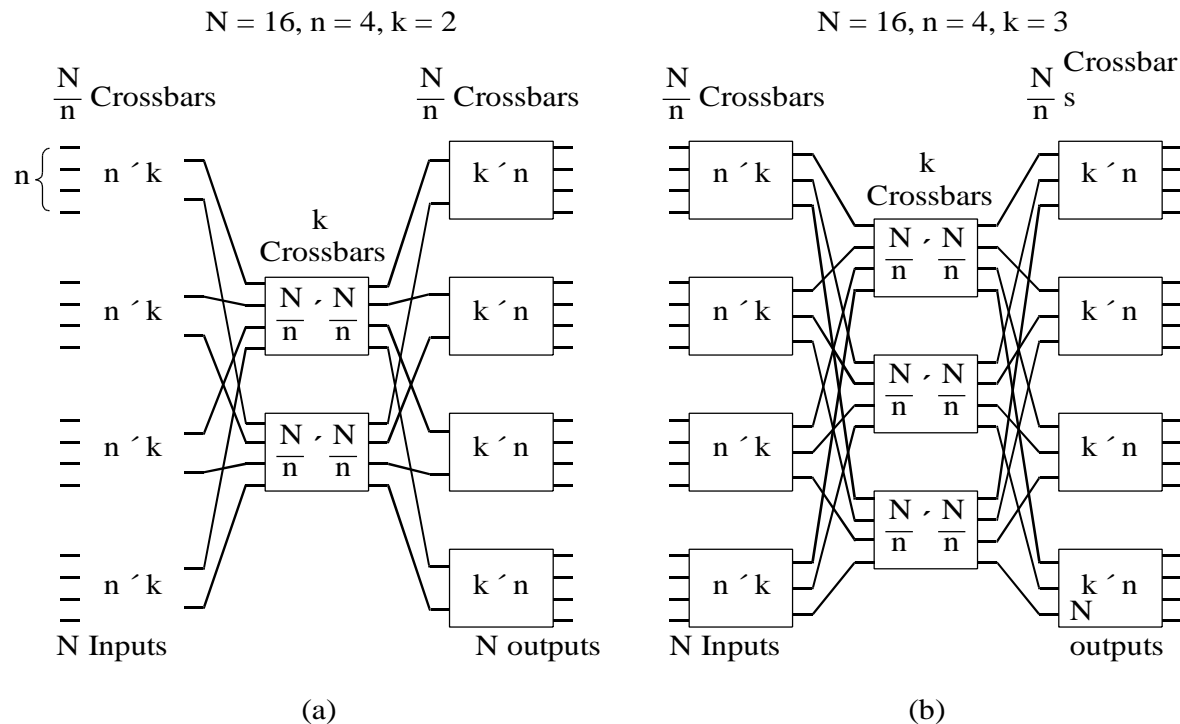 N = 16, n = 4, k = 2
N
n
Crossbars
N
n
Crossbars
n
n ´ k
n ´ k
n ´ k
n ´ k
k
Crossbars
N ´ N
n n
N ´ N
n n
k ´ n
k ´ n
k ´ n
k ´ n
N Inputs
N outputs
(a)
N = 16, n = 4, k = 3
N
n
Crossbars
N
n
Crossbar
s
n ´ k
n ´ k
n ´ k
n ´ k
k
Crossbars
N ´ N
n n
N ´ N
n n
N ´ N
n n
k ´ n
k ´ n
k ´ n
k ´ n
N Inputs
N
outputs
(b)